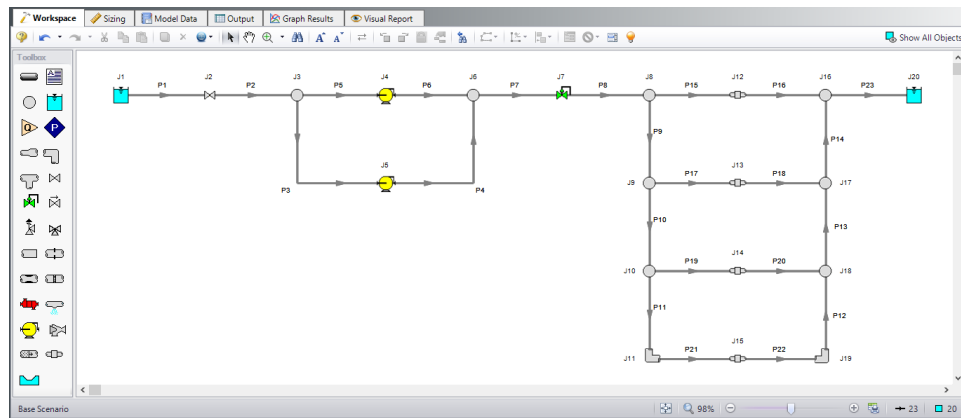 Workspace Sizing Model Data Output Graph Results Visual Report
Show All Objects
Toolbox
J1 P1 J2 P2 J3 P5 J4 P6 J6 P7 J7 P8 J8 P15 J12 P16 J16 P23 J20
P9 P14
P3 J5 P4 J9 P17 J13 P18 J17
P10 P13
J10 P19 J14 P20 J18
P11 P12
J11 P21 J15 P22 J19
Base Scenario 98% 23 20